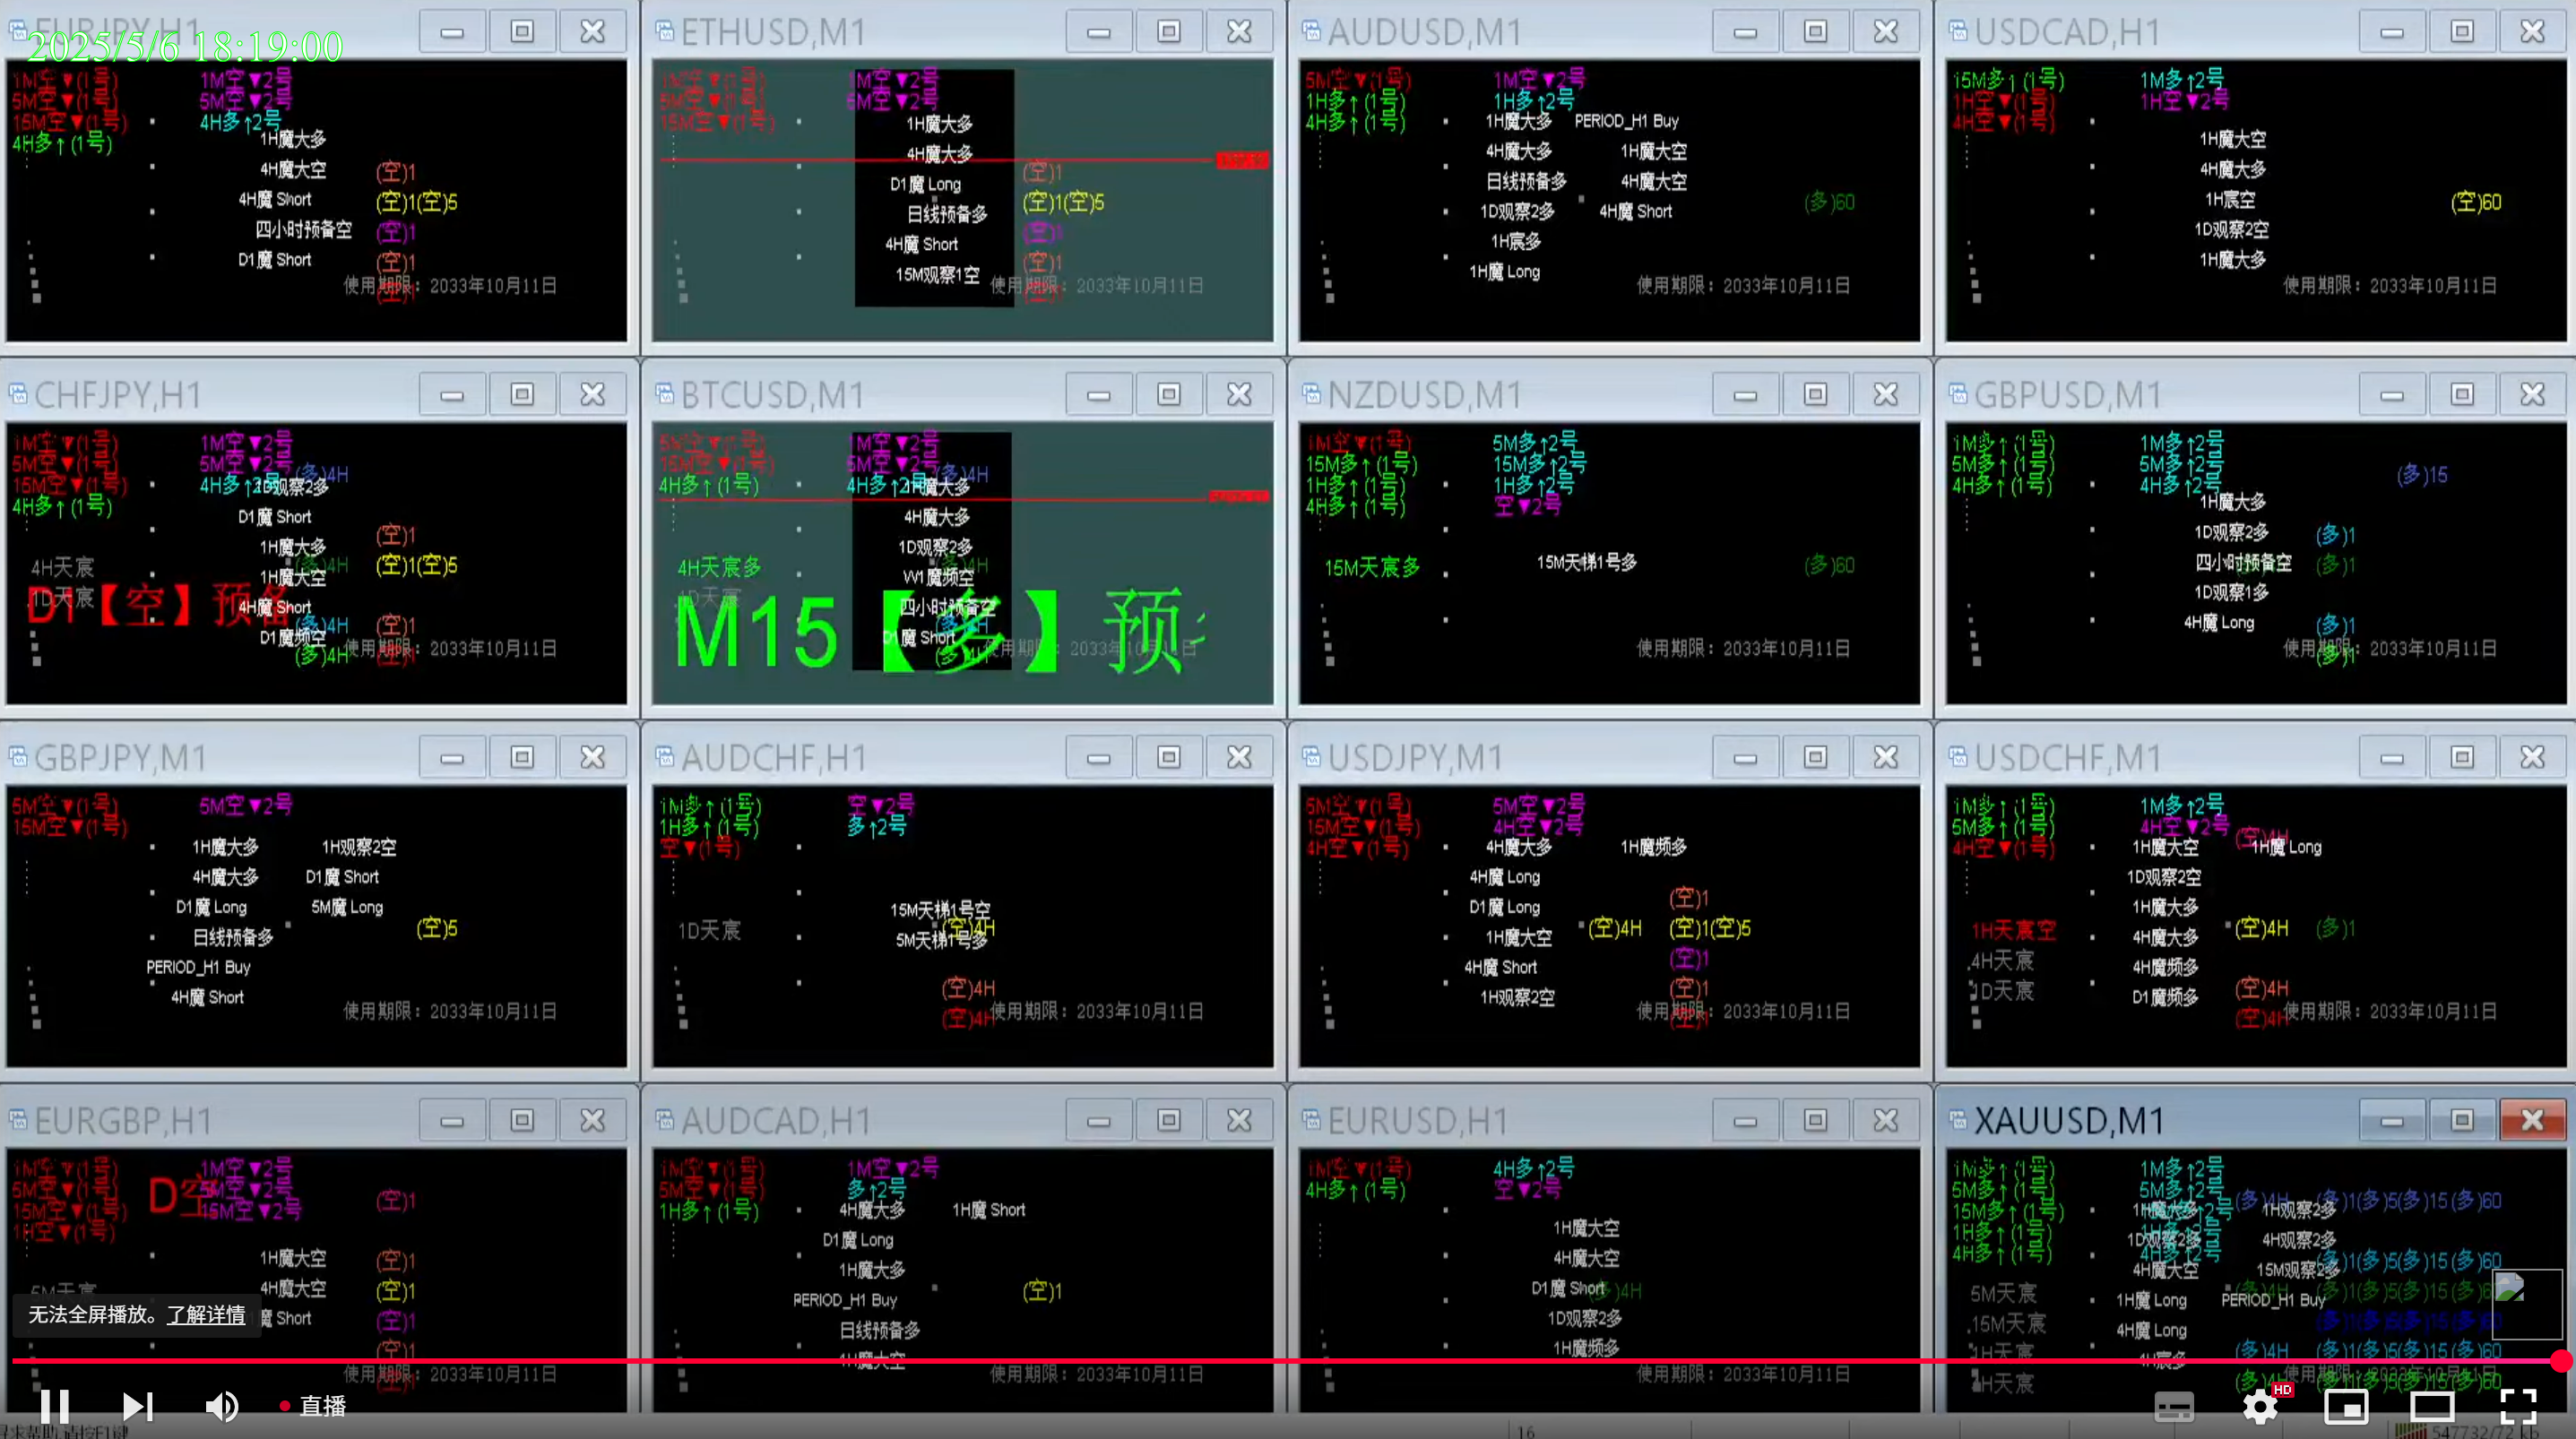 EURJPY,H1
2025/5/6 18:19:00
1M空▼(1号)
5M空▼(1号)
15M空▼(1号)
4H多↑(1号)
1M空▼2号
5M空▼2号
4H多↑2号
1H魔大多
4H魔大空
4H魔 Short
四小时预备空
D1魔 Short
(空)1
(空)1(空)5
(空)1
(空)1
使用期限：2033年10月11日
ETHUSD,M1
1M空▼(1号)
5M空▼(1号)
15M空▼(1号)
1M空▼2号
5M空▼2号
1H魔大多
4H魔大多
D1魔 Long
日线预备多
4H魔 Short
15M观察1空
(空)1
(空)1(空)5
(空)1
(空)1
使用期限：2033年10月11日
AUDUSD,M1
5M空▼(1号)
1H多↑(1号)
4H多↑(1号)
1M空▼2号
1H多↑2号
1H魔大多
4H魔大多
日线预备多
1D观察2多
1H宸多
1H魔 Long
PERIOD_H1 Buy
1H魔大空
4H魔大空
4H魔 Short
(多)60
使用期限：2033年10月11日
USDCAD,H1
15M多↑(1号)
1H空▼(1号)
4H空▼(1号)
1M多↑2号
1H空▼2号
1H魔大空
4H魔大多
1H宸空
1D观察2空
1H魔大多
(空)60
使用期限：2033年10月11日
CHFJPY,H1
1M空▼(1号)
5M空▼(1号)
15M空▼(1号)
4H多↑(1号)
1M空▼2号
5M空▼2号
4H多↑2号
(多)4H
1D观察2多
D1魔 Short
1H魔大多
1H魔大空
4H魔 Short
D1魔频空
(空)1
(多)4H
(空)1(空)5
(多)4H
(空)1
(多)4H
4H天宸
1D天宸
D1【空】预备
使用期限：2033年10月11日
BTCUSD,M1
5M空▼(1号)
15M空▼(1号)
4H多↑(1号)
1M空▼2号
5M空▼2号
4H多↑2号
(多)4H
1H魔大多
4H魔大多
1D观察2多
W1魔频空
四小时预备空
D1魔 Short
4H天宸多
1D天宸
M15【多】预
使用期限：2033年10月11日
NZDUSD,M1
1M空▼(1号)
15M多↑(1号)
1H多↑(1号)
4H多↑(1号)
5M多↑2号
15M多↑2号
1H多↑2号
空▼2号
15M天宸多
15M天梯1号多
(多)60
使用期限：2033年10月11日
GBPUSD,M1
1M多↑(1号)
5M多↑(1号)
4H多↑(1号)
1M多↑2号
5M多↑2号
4H多↑2号
(多)15
1H魔大多
1D观察2多
四小时预备空
1D观察1多
4H魔 Long
(多)1
(多)1
(多)1
(多)1
使用期限：2033年10月11日
GBPJPY,M1
5M空▼(1号)
15M空▼(1号)
5M空▼2号
1H魔大多
4H魔大多
D1魔 Long
日线预备多
PERIOD_H1 Buy
4H魔 Short
1H观察2空
D1魔 Short
5M魔 Long
(空)5
使用期限：2033年10月11日
AUDCHF,H1
1M多↑(1号)
1H多↑(1号)
空▼(1号)
空▼2号
多↑2号
1D天宸
15M天梯1号空
5M天梯1号多
(空)4H
(空)4H
(空)4H
使用期限：2033年10月11日
USDJPY,M1
5M空▼(1号)
15M空▼(1号)
4H空▼(1号)
5M空▼2号
4H空▼2号
4H魔大多
4H魔 Long
D1魔 Long
1H魔大空
4H魔 Short
1H观察2空
1H魔频多
(空)1
(空)4H
(空)1(空)5
(空)1
(空)1
使用期限：2033年10月11日
USDCHF,M1
1M多↑(1号)
5M多↑(1号)
4H空▼(1号)
1M多↑2号
4H空▼2号
(空)4H
1H魔大空
1D观察2空
1H魔大多
4H魔大多
4H魔频多
D1魔频多
1H魔 Long
1H天宸空
4H天宸
1D天宸
(空)4H
(多)1
(空)4H
(空)4H
使用期限：2033年10月11日
EURGBP,H1
1M空▼(1号)
5M空▼(1号)
15M空▼(1号)
1H空▼(1号)
D空
1M空▼2号
5M空▼2号
15M空▼2号
(空)1
1H魔大空
4H魔大空
魔 Short
(空)1
(空)1
(空)1
(空)1
5M天宸
使用期限：2033年10月11日
AUDCAD,H1
1M空▼(1号)
5M空▼(1号)
1H多↑(1号)
1M空▼2号
多↑2号
4H魔大多
D1魔 Long
1H魔大多
PERIOD_H1 Buy
日线预备多
4H魔大空
1H魔 Short
(空)1
使用期限：2033年10月11日
EURUSD,H1
1M空▼(1号)
4H多↑(1号)
4H多↑2号
空▼2号
1H魔大空
4H魔大空
D1魔 Short
1D观察2多
1H魔频多
(多)4H
使用期限：2033年10月11日
XAUUSD,M1
1M多↑(1号)
5M多↑(1号)
15M多↑(1号)
1H多↑(1号)
4H多↑(1号)
1M多↑2号
5M多↑2号
(多)4H
(多)1(多)5(多)15(多)60
1H魔大多
1D观察2多
4H魔大空
1H魔 Long
4H魔 Long
1H观察2多
4H观察2多
15M观察2多
PERIOD_H1 Buy
(多)1(多)5(多)15(多)60
5M天宸
15M天宸
1H天宸
4H天宸
(多)4H
(多)1(多)5(多)15(多)60
使用期限：2033年10月11日
无法全屏播放。了解详情
直播
HD
16
547732/72 kb